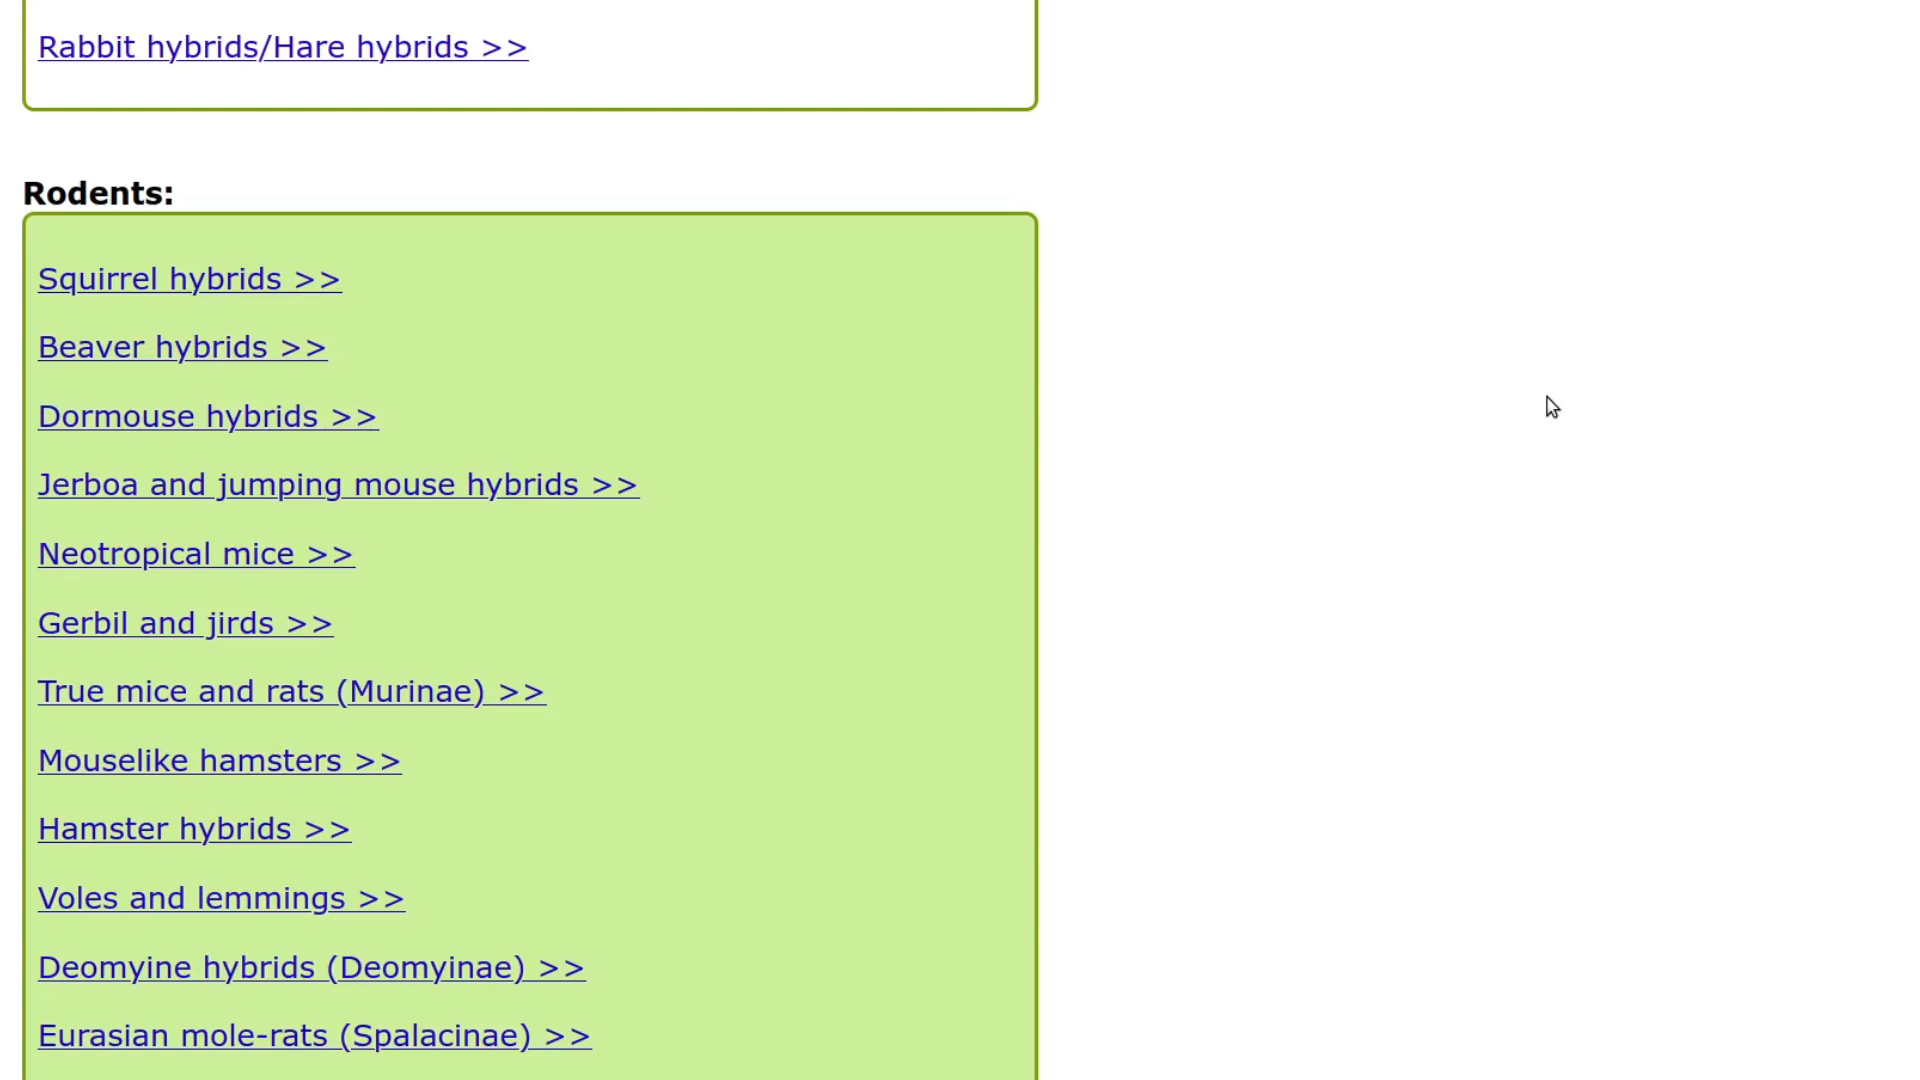 Rabbit hybrids/Hare hybrids >>
Rodents:
Squirrel hybrids >>
Beaver hybrids >>
Dormouse hybrids >>
Jerboa and jumping mouse hybrids >>
Neotropical mice >>
Gerbil and jirds >>
True mice and rats (Murinae) >>
Mouselike hamsters >>
Hamster hybrids >>
Voles and lemmings >>
Deomyine hybrids (Deomyinae) >>
Eurasian mole-rats (Spalacinae) >>